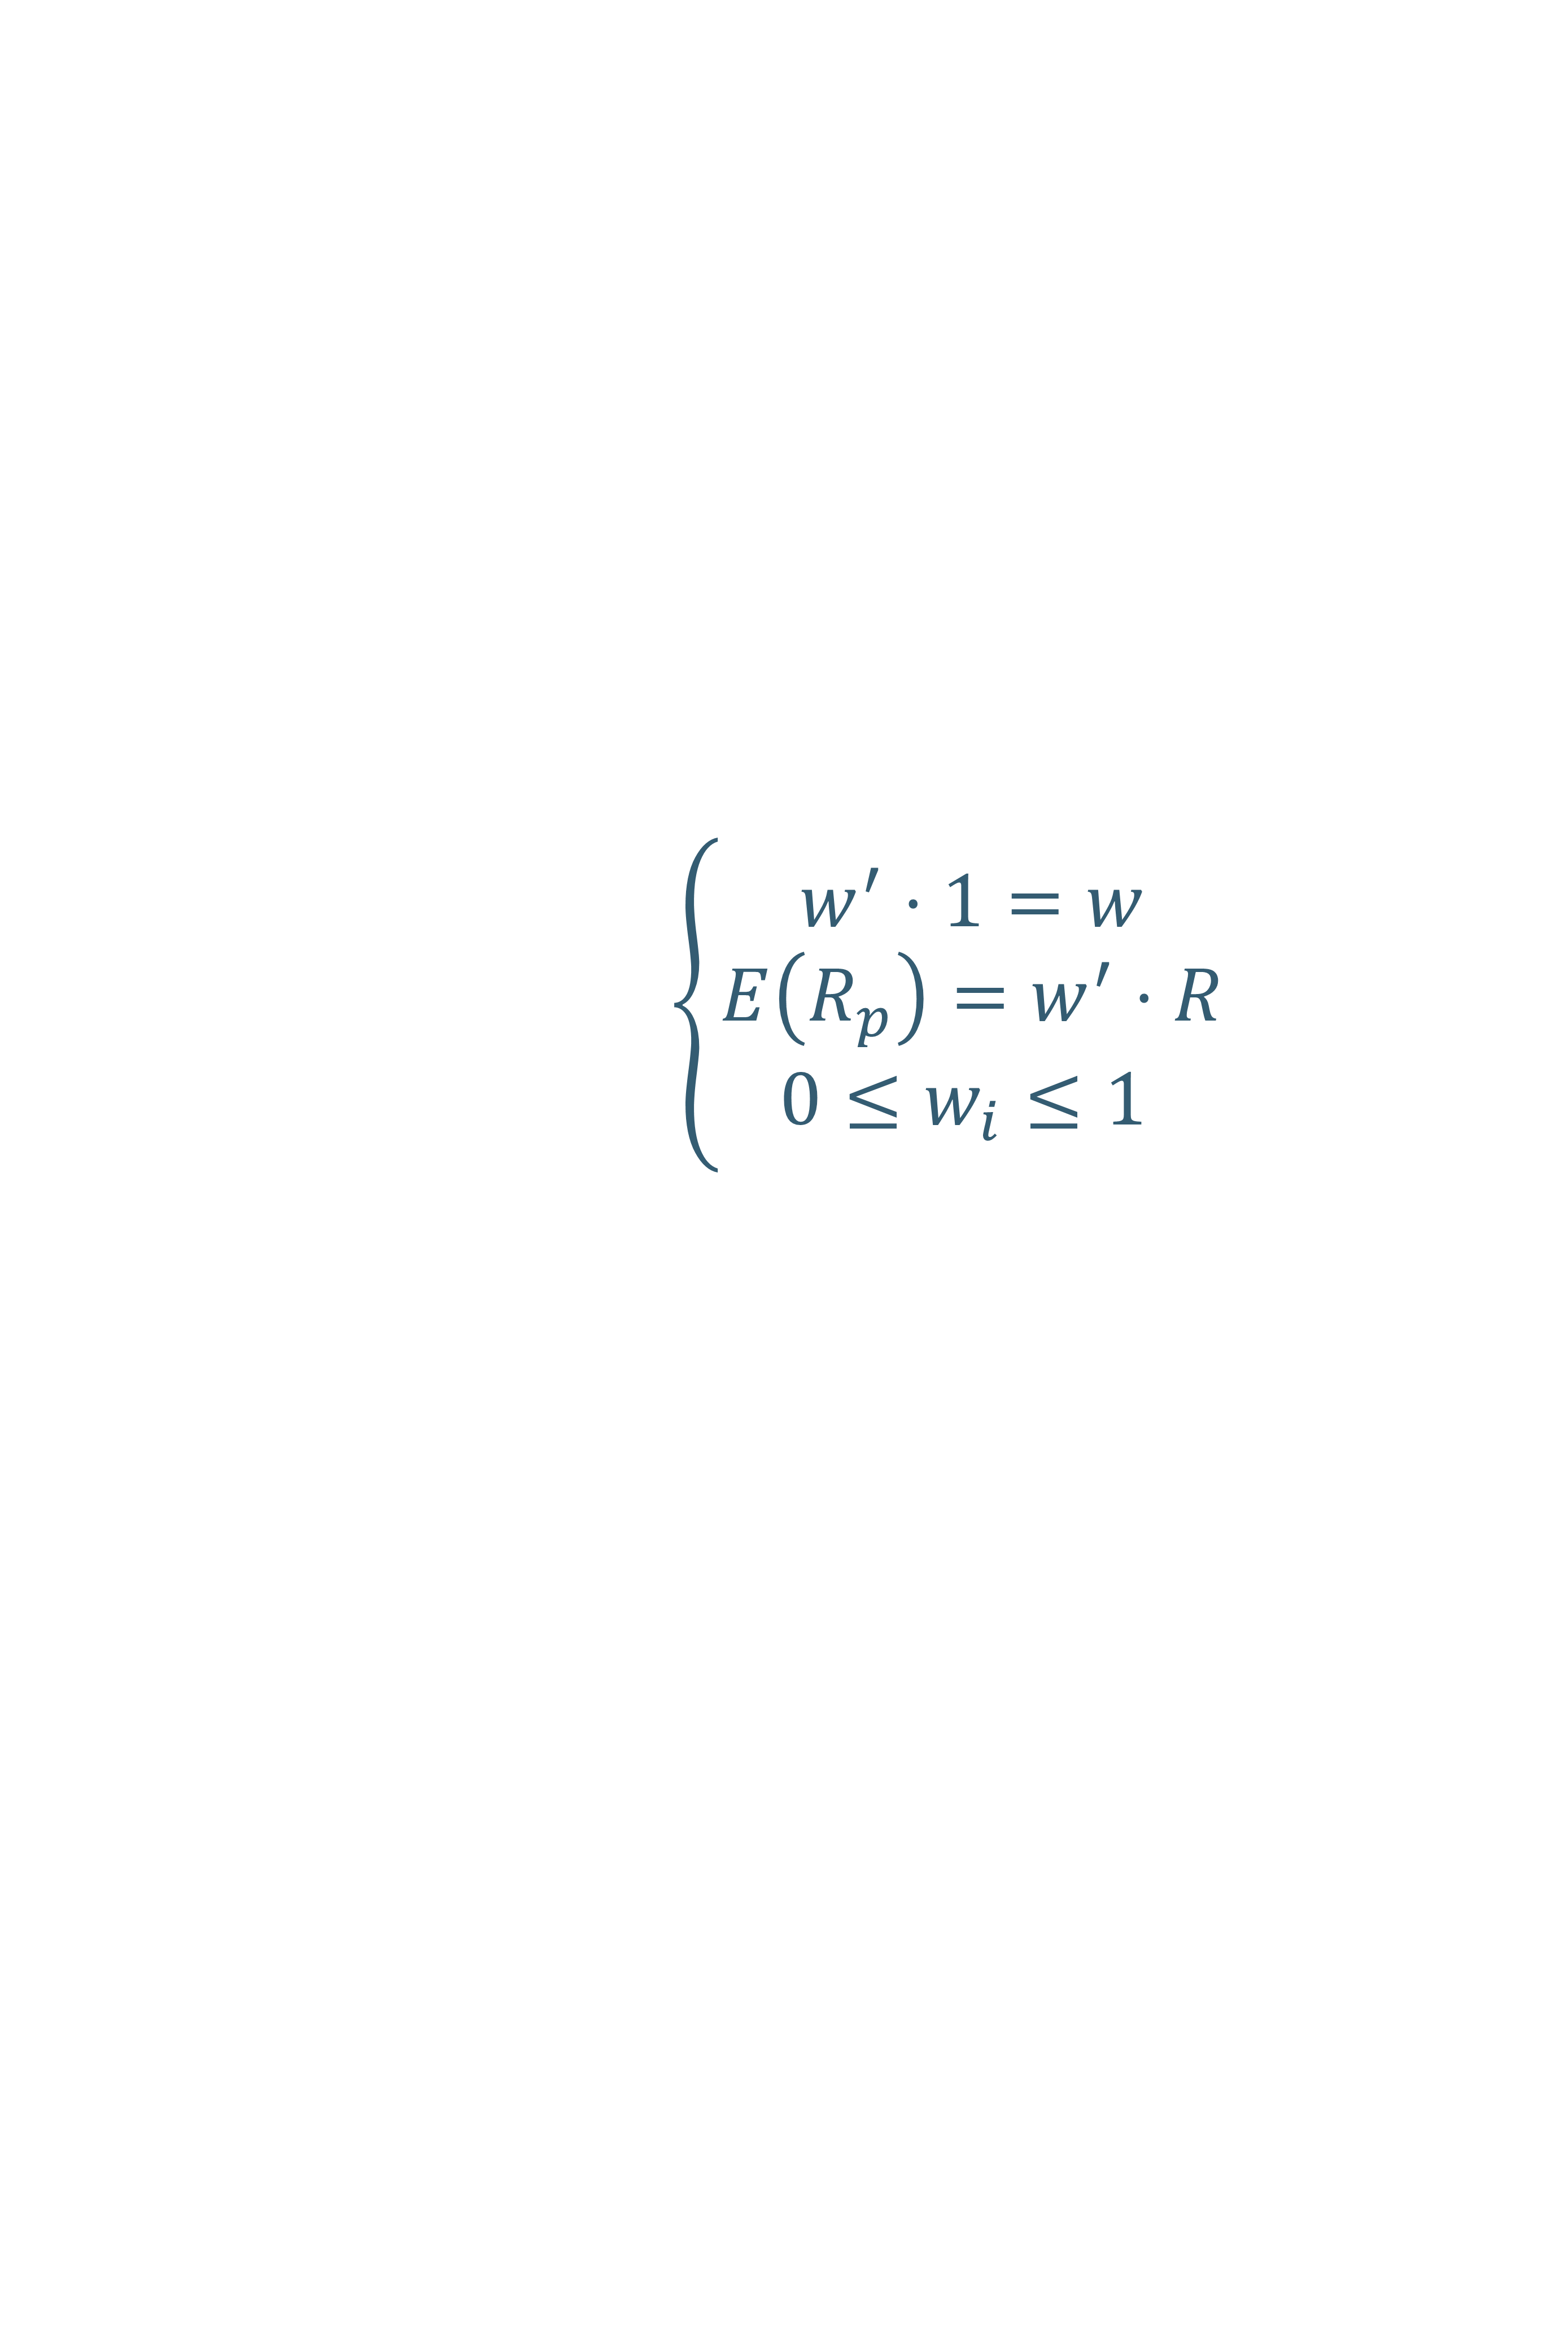 w′ · 1 = w
E(R_p) = w′ · R
0 ≤ w_i ≤ 1